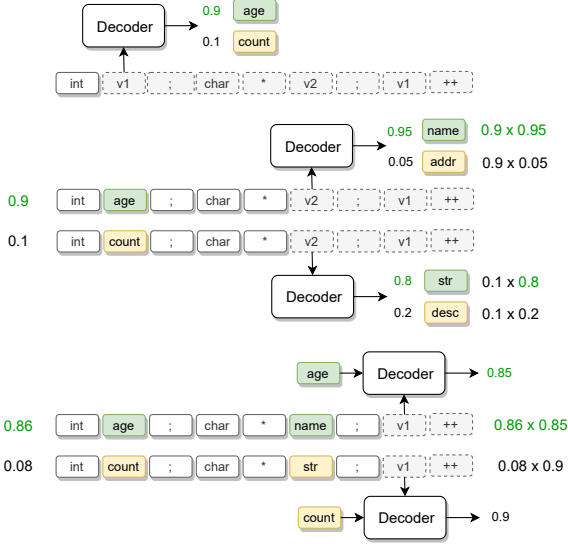 Decoder 0.9 age
0.1 count
int v1 ; char * v2 ; v1 ++
Decoder 0.95 name 0.9 x 0.95
0.05 addr 0.9 x 0.05
0.9 int age ; char * v2 ; v1 ++
0.1 int count ; char * v2 ; v1 ++
Decoder 0.8 str 0.1 x 0.8
0.2 desc 0.1 x 0.2
age Decoder 0.85
0.86 int age ; char * name ; v1 ++ 0.86 x 0.85
0.08 int count ; char * str ; v1 ++ 0.08 x 0.9
count Decoder 0.9